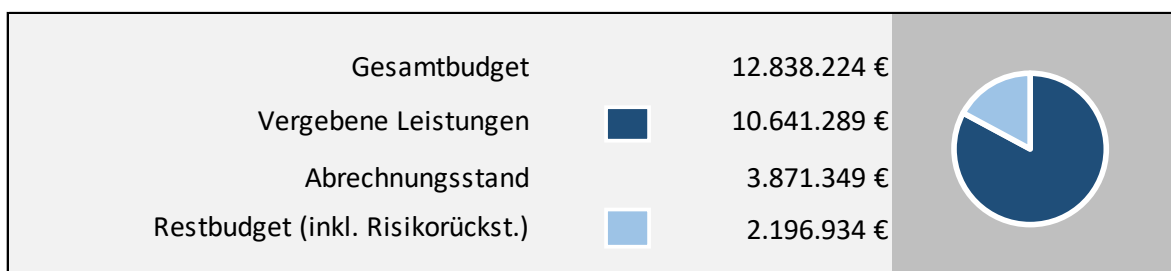 Gesamtbudget 12.838.224 €
Vergebene Leistungen 10.641.289 €
Abrechnungsstand 3.871.349 €
Restbudget (inkl. Risikorückst.) 2.196.934 €